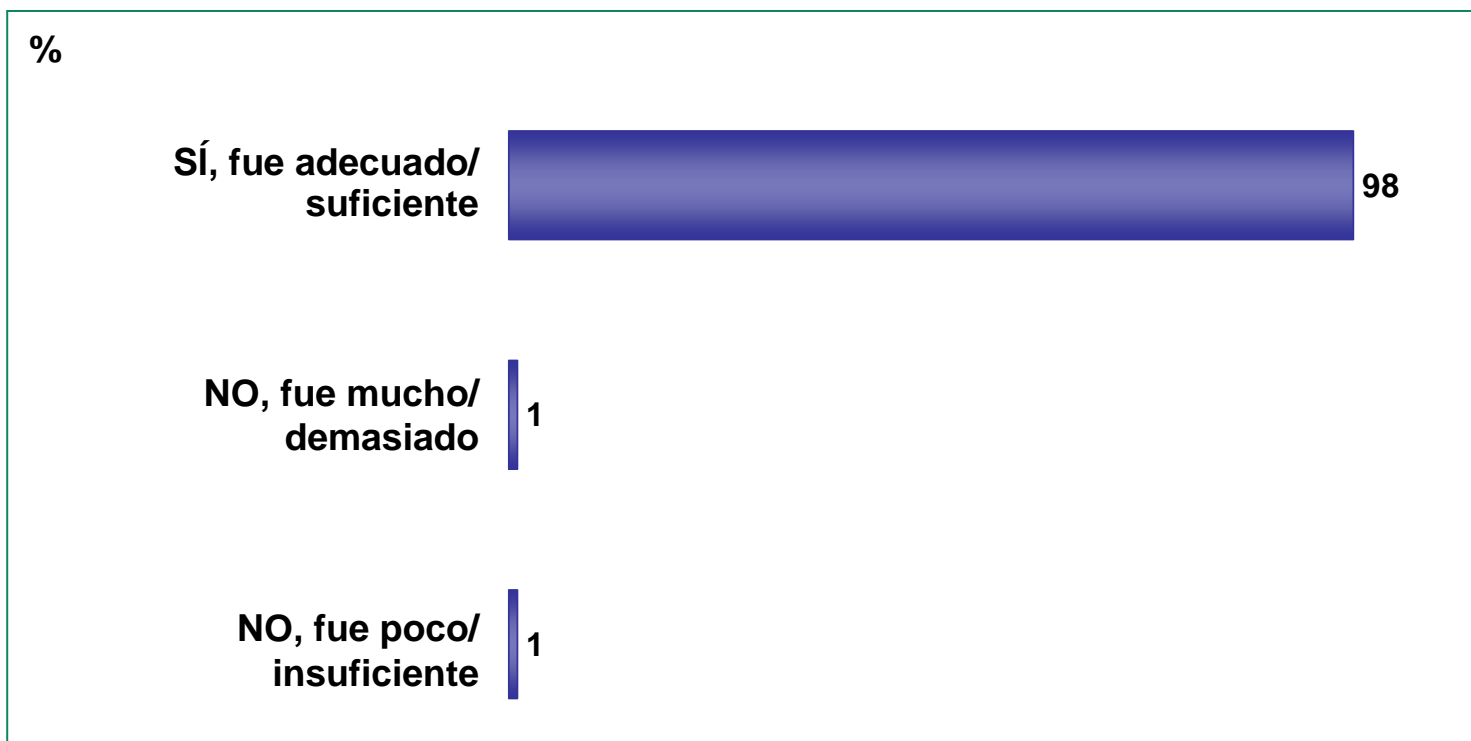 %
SÍ, fue adecuado/
suficiente
98
NO, fue mucho/
demasiado
1
NO, fue poco/
insuficiente
1